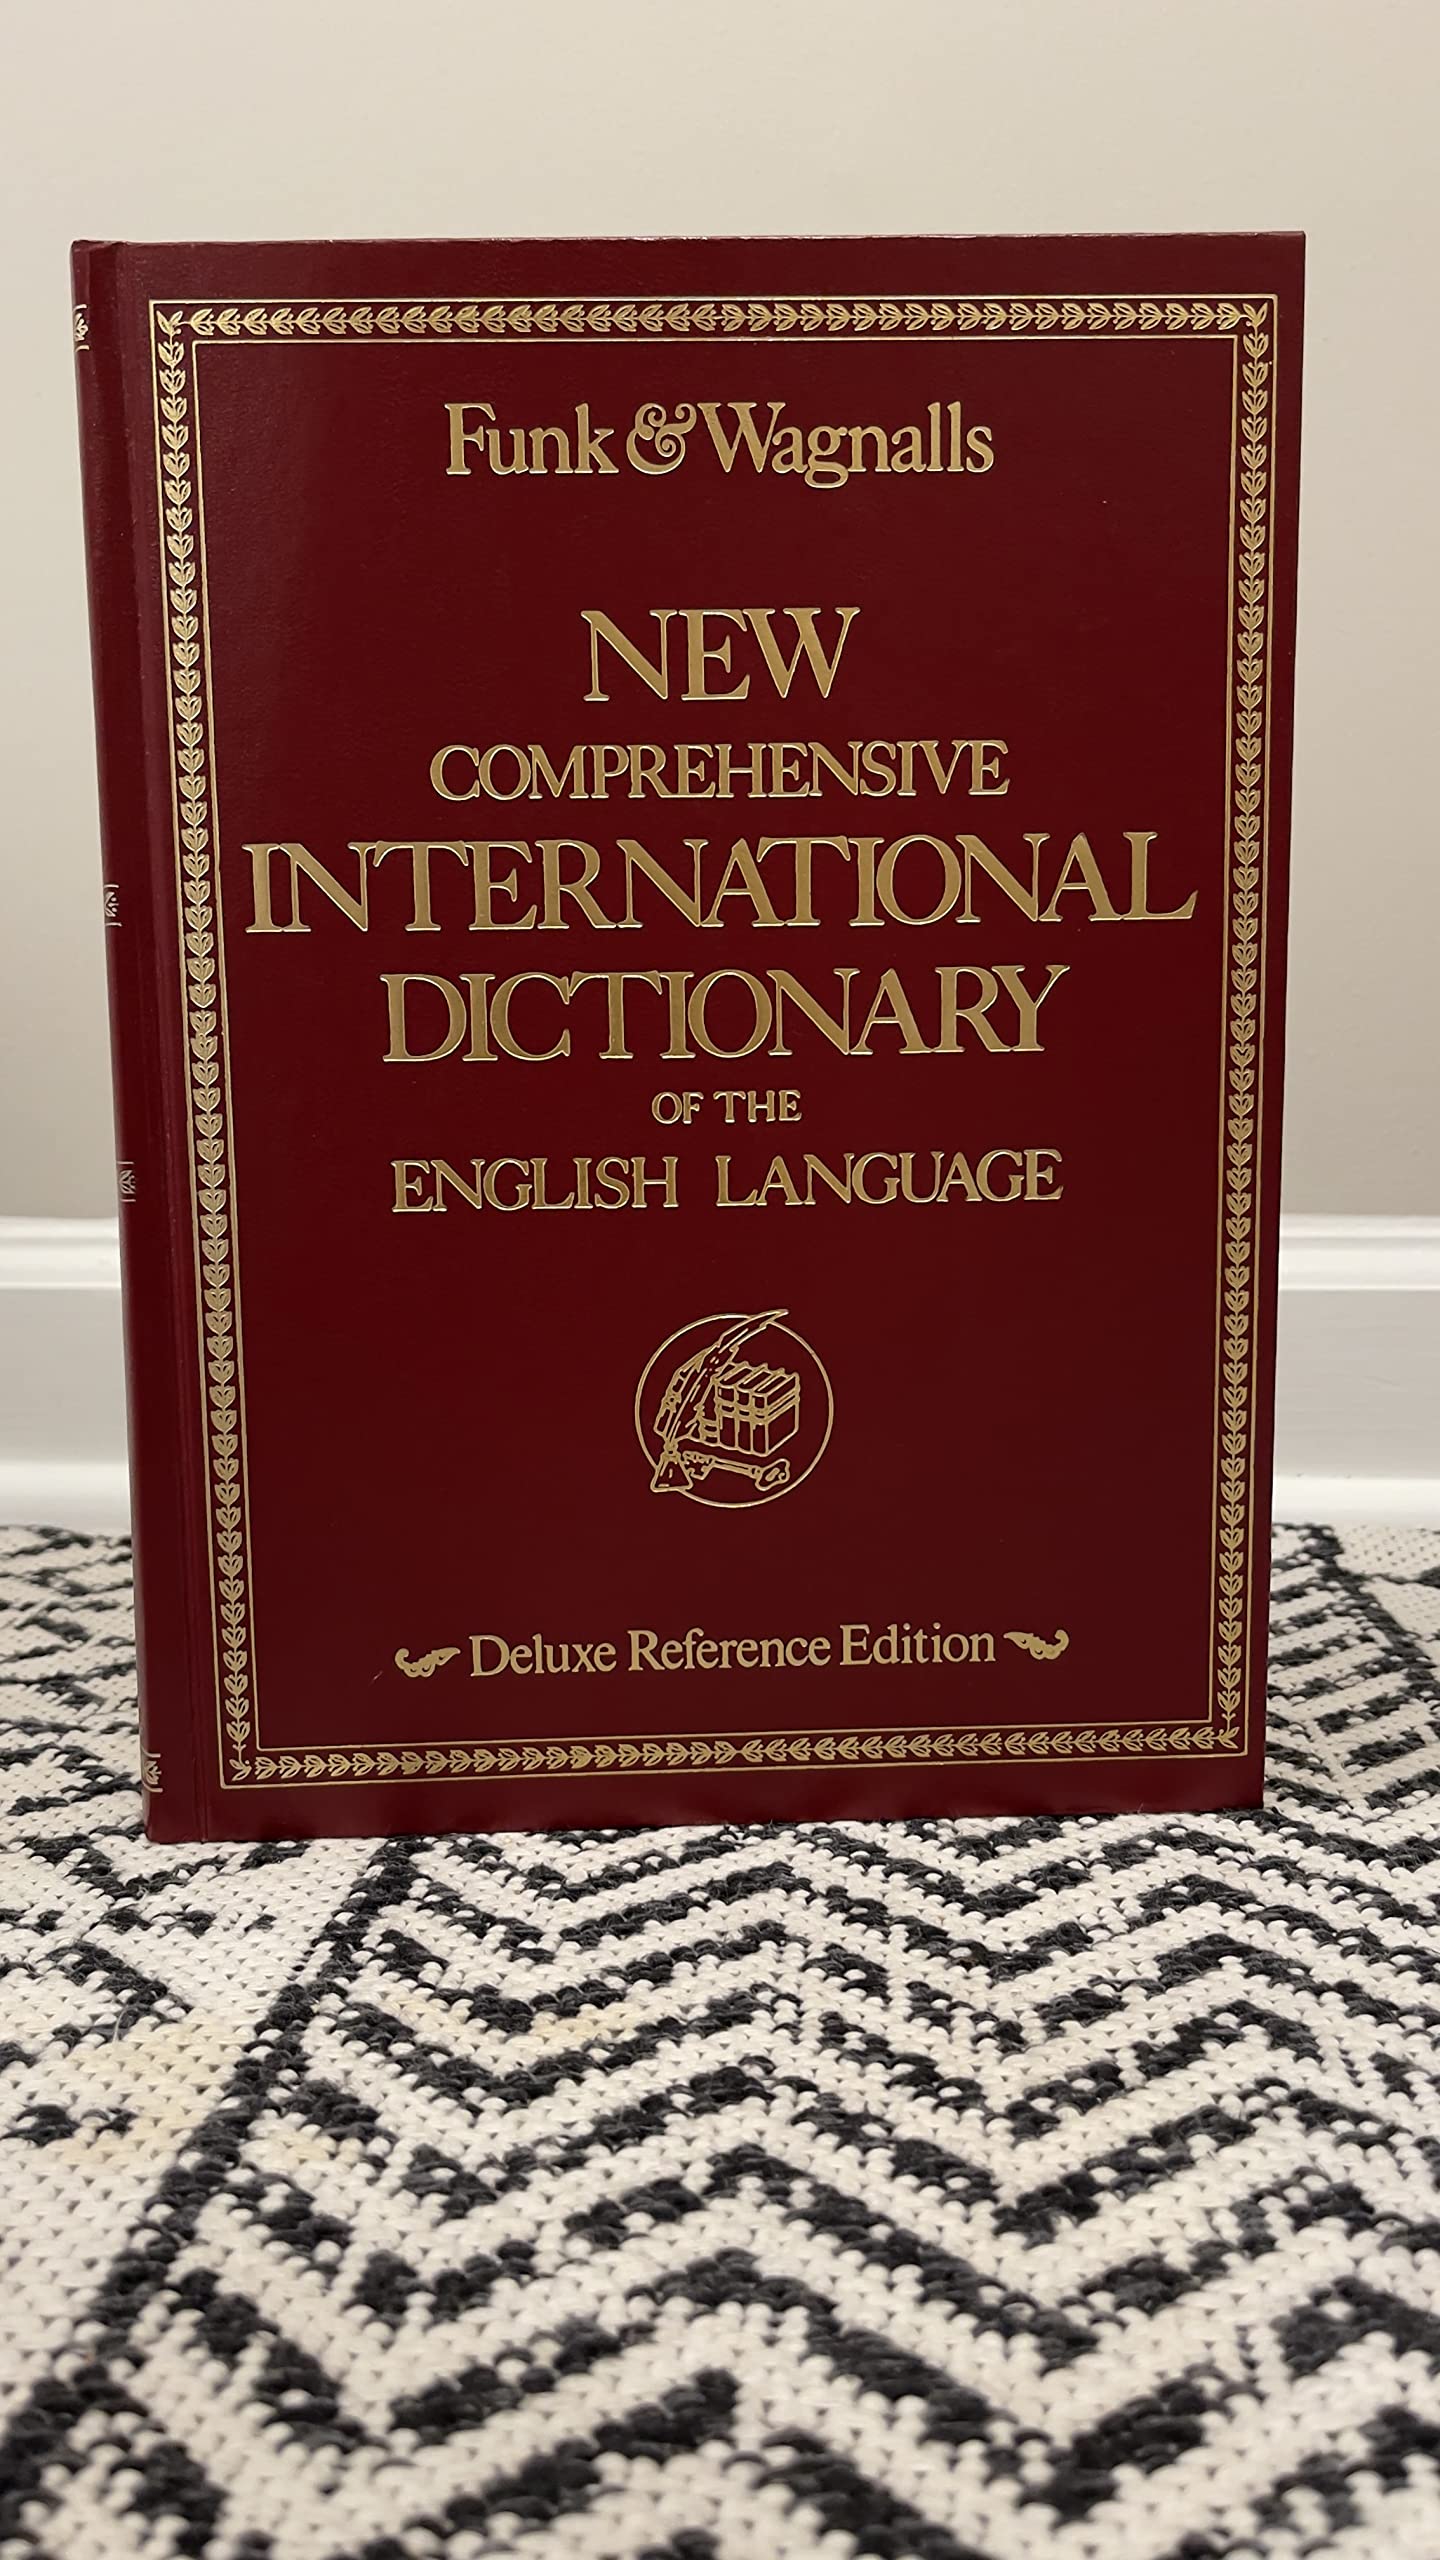 Funk & Wagnalls
NEW
COMPREHENSIVE
INTERNATIONAL
DICTIONARY
OF THE
ENGLISH LANGUAGE
Deluxe Reference Edition